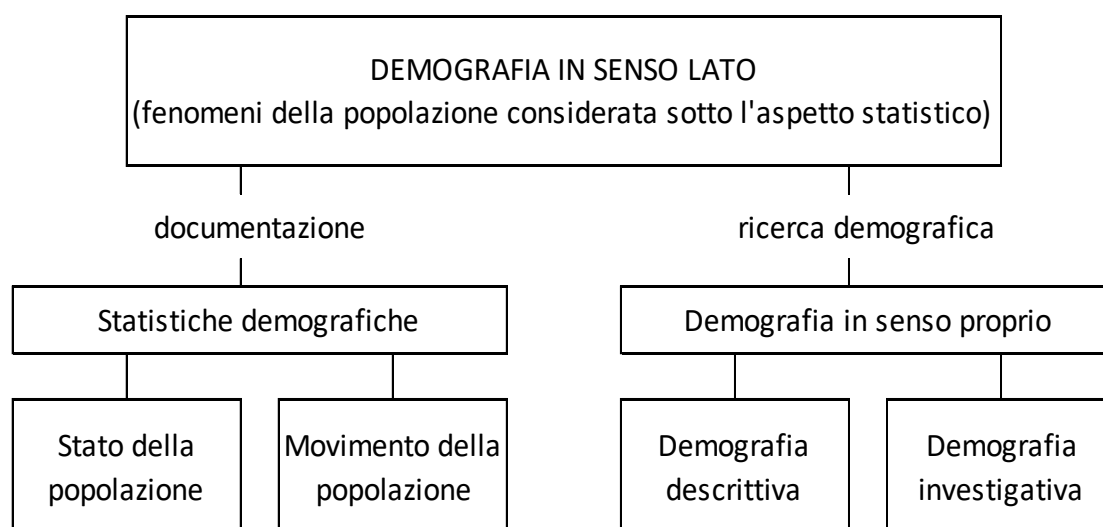 DEMOGRAFIA IN SENSO LATO
(fenomeni della popolazione considerata sotto l'aspetto statistico)
documentazione
ricerca demografica
Statistiche demografiche
Demografia in senso proprio
Stato della
popolazione
Movimento della
popolazione
Demografia
descrittiva
Demografia
investigativa